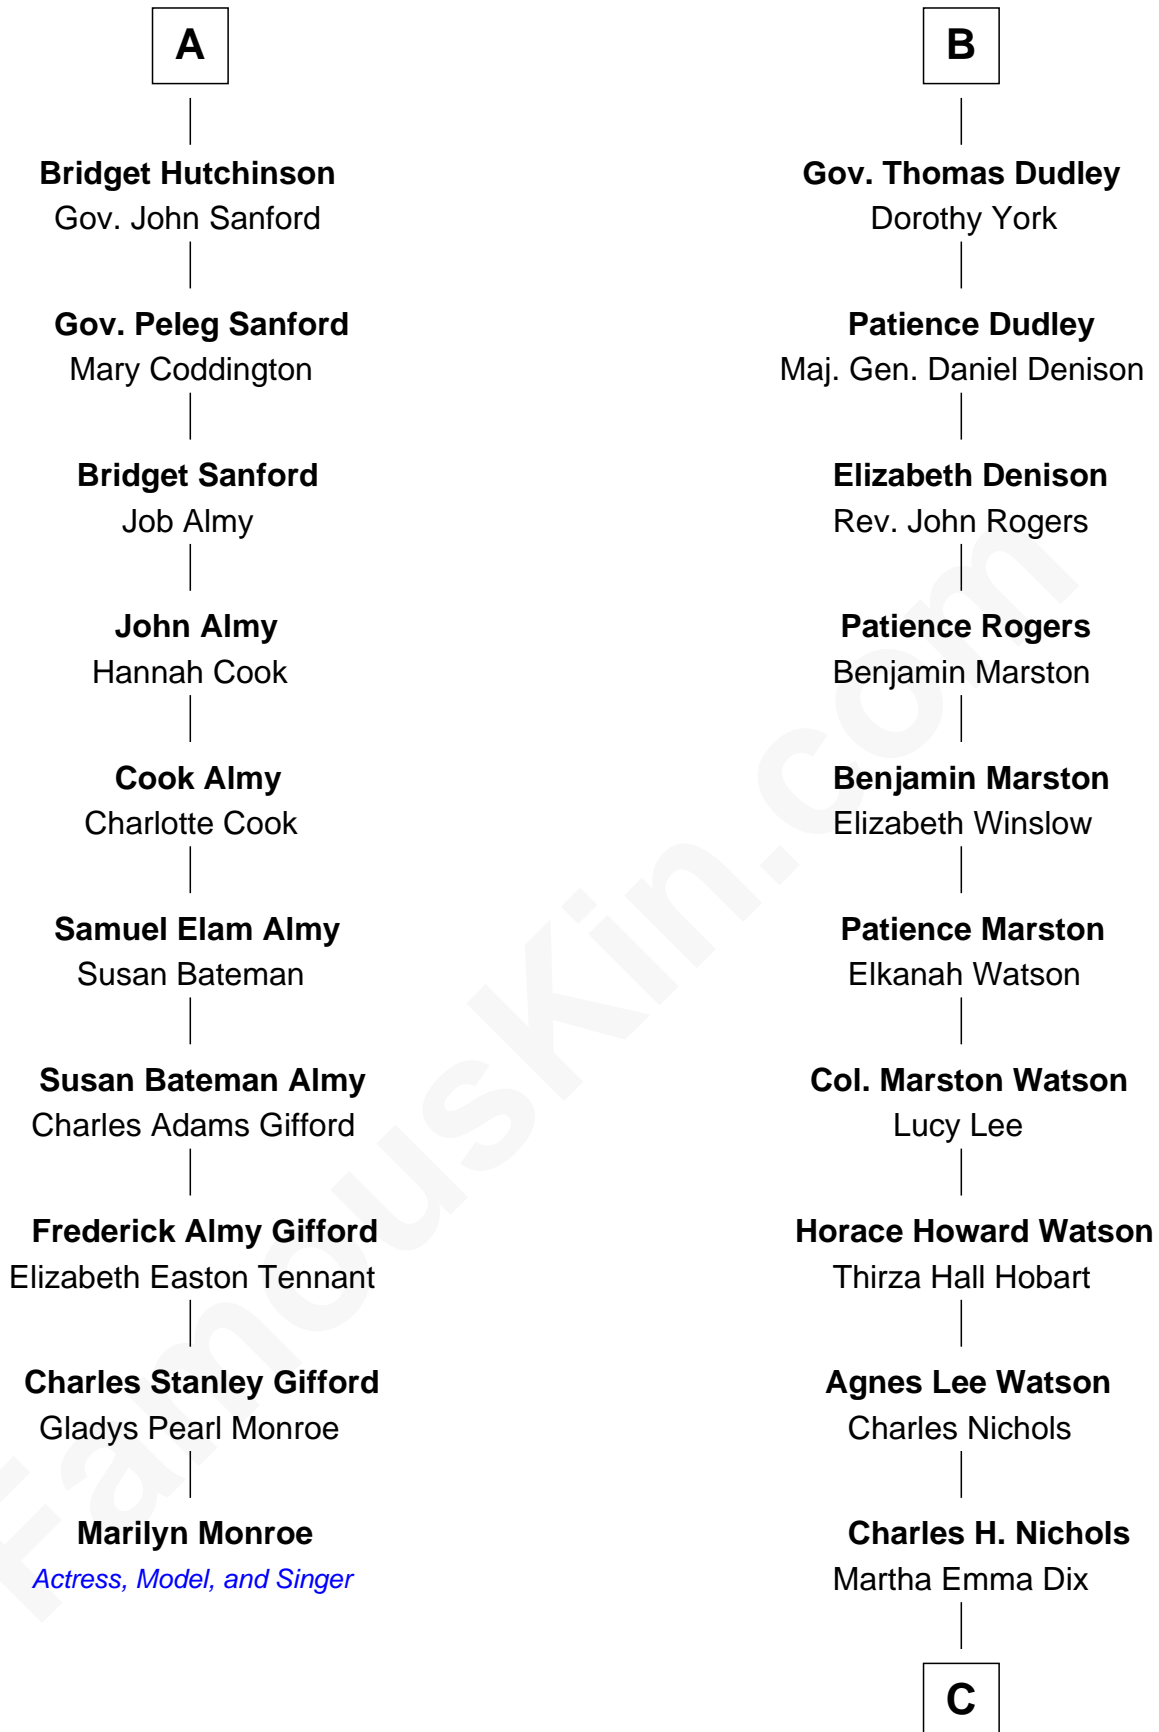 A
Bridget Hutchinson
Gov. John Sanford
Gov. Peleg Sanford
Mary Coddington
Bridget Sanford
Job Almy
John Almy
Hannah Cook
Cook Almy
Charlotte Cook
Samuel Elam Almy
Susan Bateman
Susan Bateman Almy
Charles Adams Gifford
Frederick Almy Gifford
Elizabeth Easton Tennant
Charles Stanley Gifford
Gladys Pearl Monroe
Marilyn Monroe
Actress, Model, and Singer
B
Gov. Thomas Dudley
Dorothy York
Patience Dudley
Maj. Gen. Daniel Denison
Elizabeth Denison
Rev. John Rogers
Patience Rogers
Benjamin Marston
Benjamin Marston
Elizabeth Winslow
Patience Marston
Elkanah Watson
Col. Marston Watson
Lucy Lee
Horace Howard Watson
Thirza Hall Hobart
Agnes Lee Watson
Charles Nichols
Charles H. Nichols
Martha Emma Dix
C
FamousKin.com